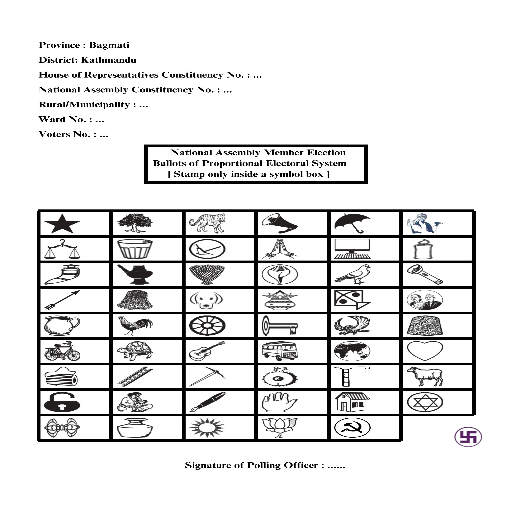 Province : Bagmati
District: Kathmandu
House of Representatives Constituency No. : ...
National Assembly Constituency No. : ...
Rural/Municipality : ...
Ward No. : ...
Voters No. : ...
National Assembly Member Election
Ballots of Proportional Electoral System
[ Stamp only inside a symbol box ]
Signature of Polling Officer : ......